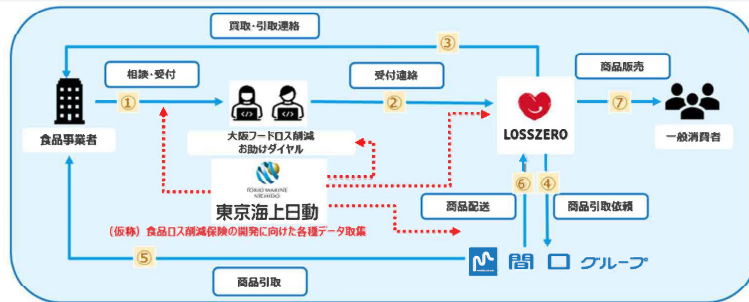 買取・引取連絡
③
相談・受付
受付連絡
商品販売
①
②
⑦
食品事業者
大阪フードロス削減
お助けダイヤル
LOSSZERO
一般消費者
TOKIO MARINE
NICHIDO
東京海上日動
(仮称)食品ロス削減保険の開発に向けた各種データ取集
⑥
④
商品配送
商品引取依頼
⑤
間口グループ
商品引取